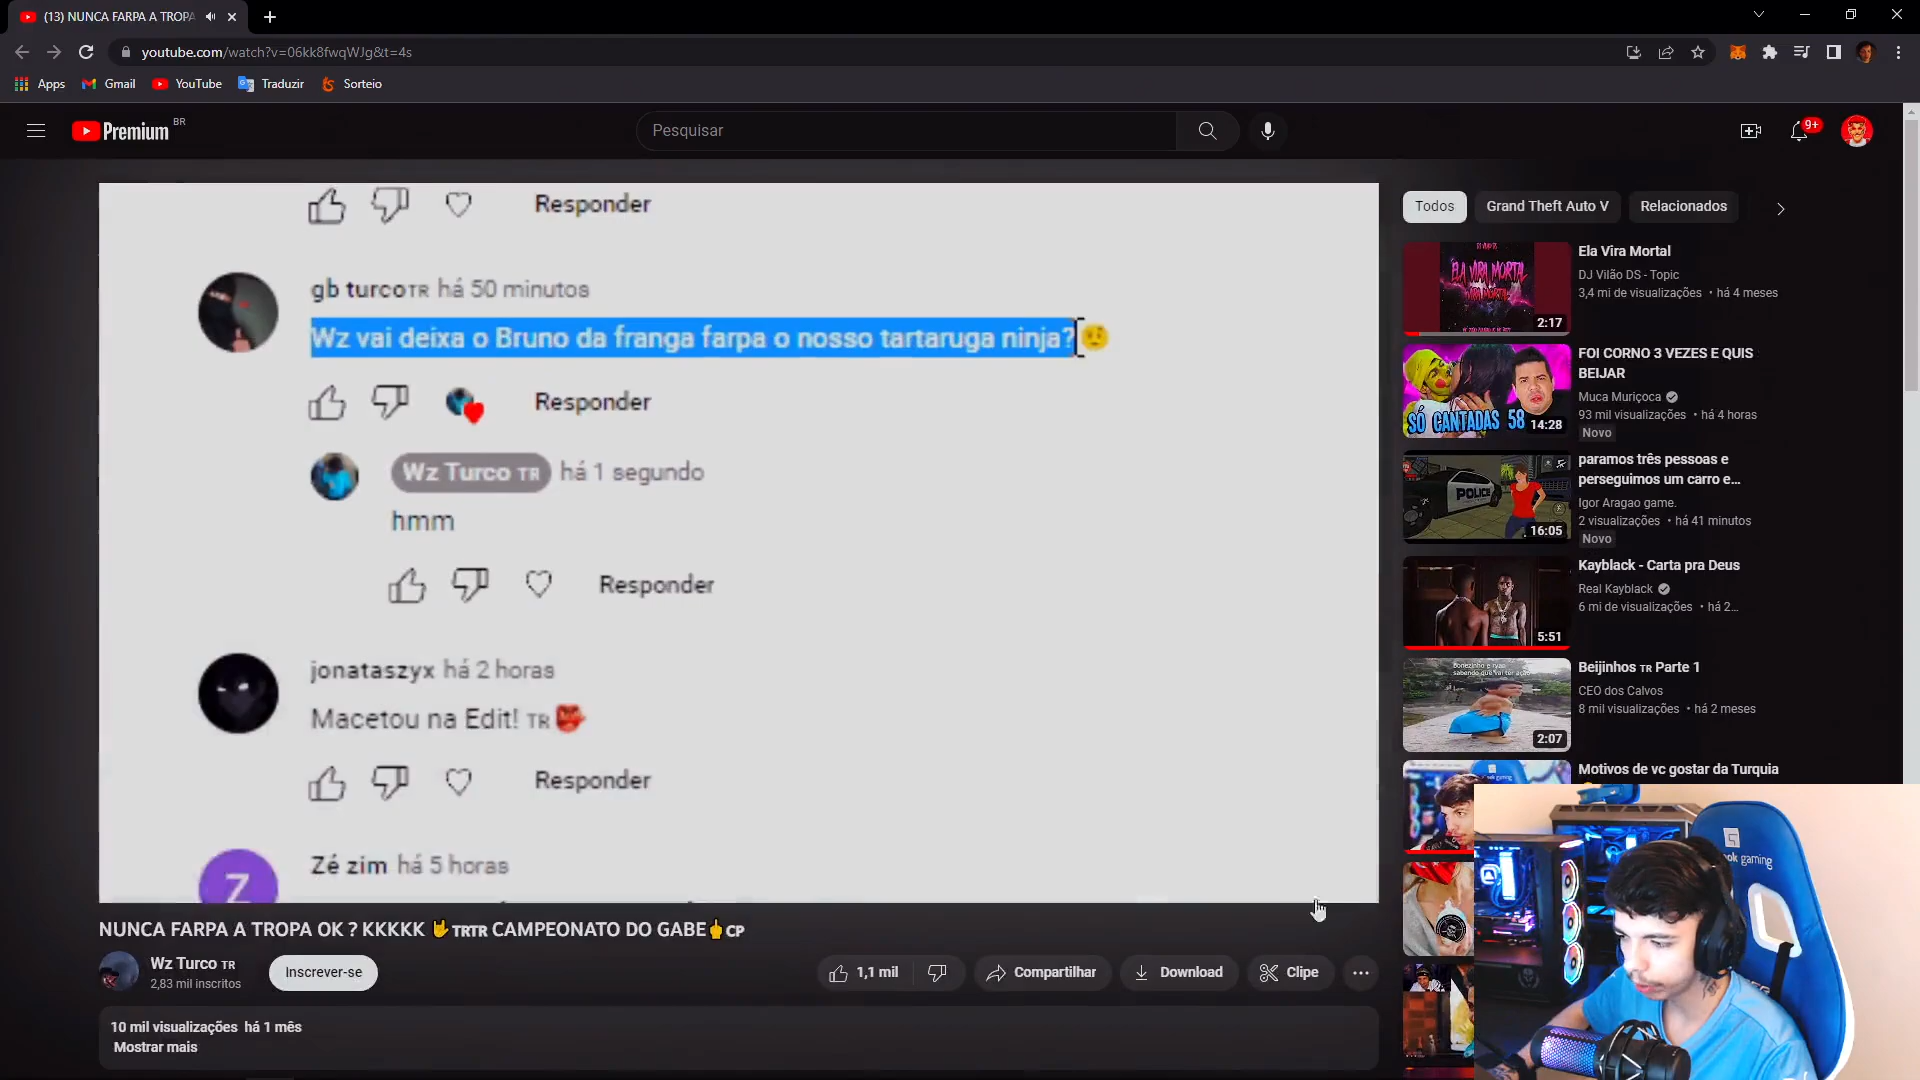 (13) NUNCA FARPA A TROPA
youtube.com/watch?v=06kk8fwqWJg&t=4s
Apps
Gmail
YouTube
Traduzir
Sorteio
Premium BR
Pesquisar
9+
Responder
gb turcoTR há 50 minutos
Wz vai deixa o Bruno da franga farpa o nosso tartaruga ninja?
Responder
Wz Turco TR há 1 segundo
hmm
Responder
jonataszyx há 2 horas
Macetou na Edit! TR
Responder
Z
Zé zim há 5 horas
NUNCA FARPA A TROPA OK ? KKKKK TRTR CAMPEONATO DO GABE CP
Wz Turco TR
2,83 mil inscritos
Inscrever-se
1,1 mil
Compartilhar
Download
Clipe
10 mil visualizações há 1 mês
Mostrar mais
Todos
Grand Theft Auto V
Relacionados
ELA VIRA MORTAL
2:17
Ela Vira Mortal
DJ Vilão DS - Topic
3,4 mi de visualizações • há 4 meses
SÓ CANTADAS 58
14:28
FOI CORNO 3 VEZES E QUIS
BEIJAR
Muca Muriçoca
93 mil visualizações • há 4 horas
Novo
POLICE
16:05
paramos três pessoas e
perseguimos um carro e...
Igor Aragao game.
2 visualizações • há 41 minutos
Novo
5:51
Kayblack - Carta pra Deus
Real Kayblack
6 mi de visualizações • há 2...
2:07
Beijinhos TR Parte 1
CEO dos Calvos
8 mil visualizações • há 2 meses
Motivos de vc gostar da Turquia
gaming